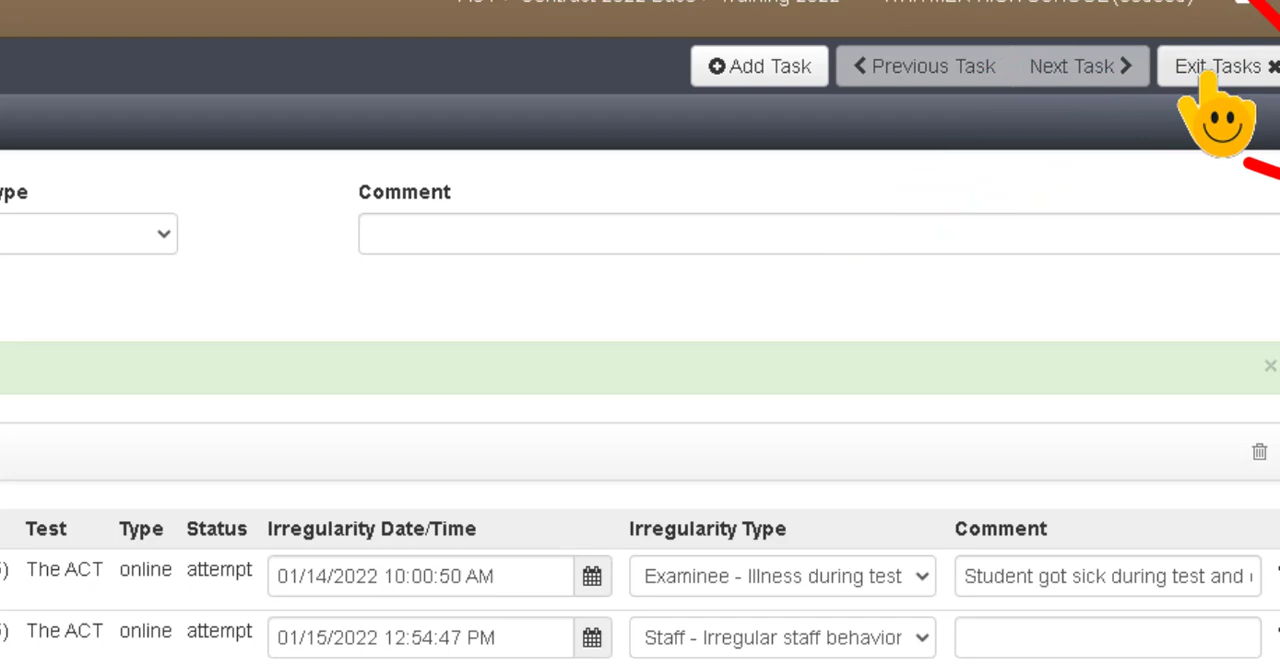 Add Task
Previous Task
Next Task
Exit Tasks
Comment
Test Type Status Irregularity Date/Time Irregularity Type Comment
The ACT online attempt 01/14/2022 10:00:50 AM Examinee - Illness during test Student got sick during test and
The ACT online attempt 01/15/2022 12:54:47 PM Staff - Irregular staff behavior